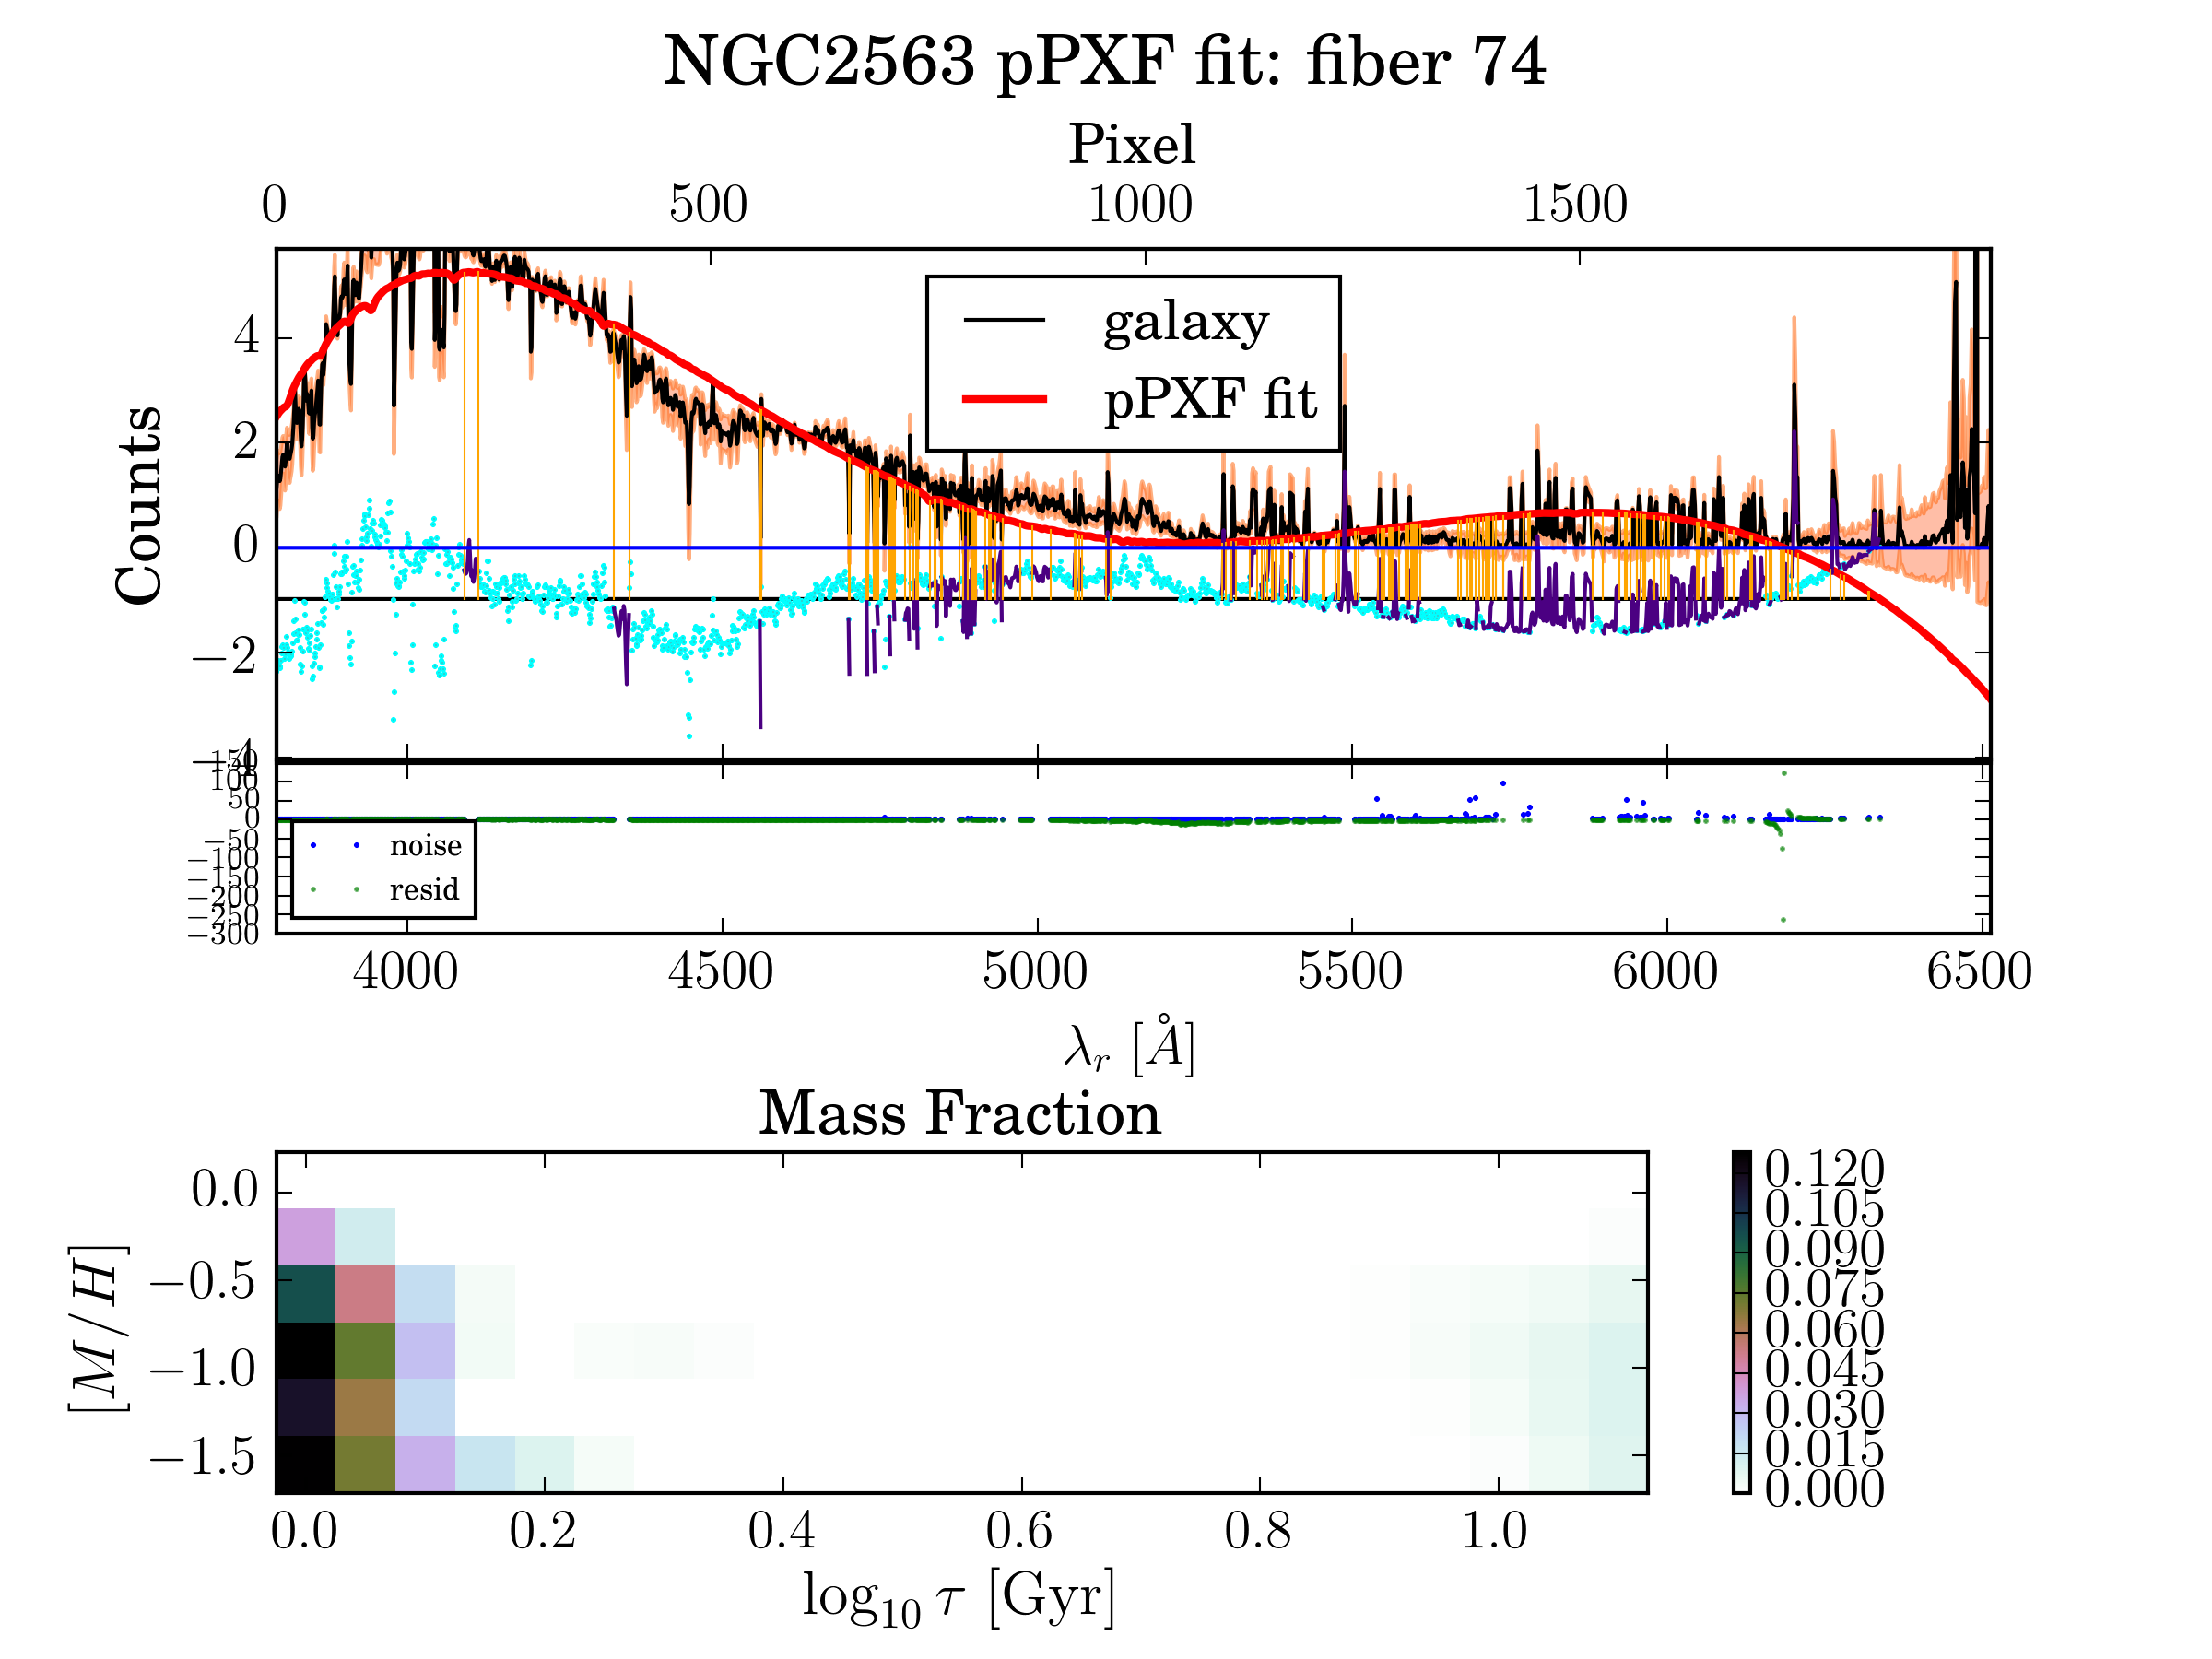 NGC2563 pPXF fit: fiber 74
Pixel
0 500 1000 1500
galaxy
pPXF fit
Counts
4
2
0
−2
−4
150
100
50
0
−50
−100
−150
−200
−250
−300
noise
resid
4000 4500 5000 5500 6000 6500
λr [Å]
Mass Fraction
[M/H]
0.0
−0.5
−1.0
−1.5
0.0 0.2 0.4 0.6 0.8 1.0
log10 τ [Gyr]
0.120
0.105
0.090
0.075
0.060
0.045
0.030
0.015
0.000